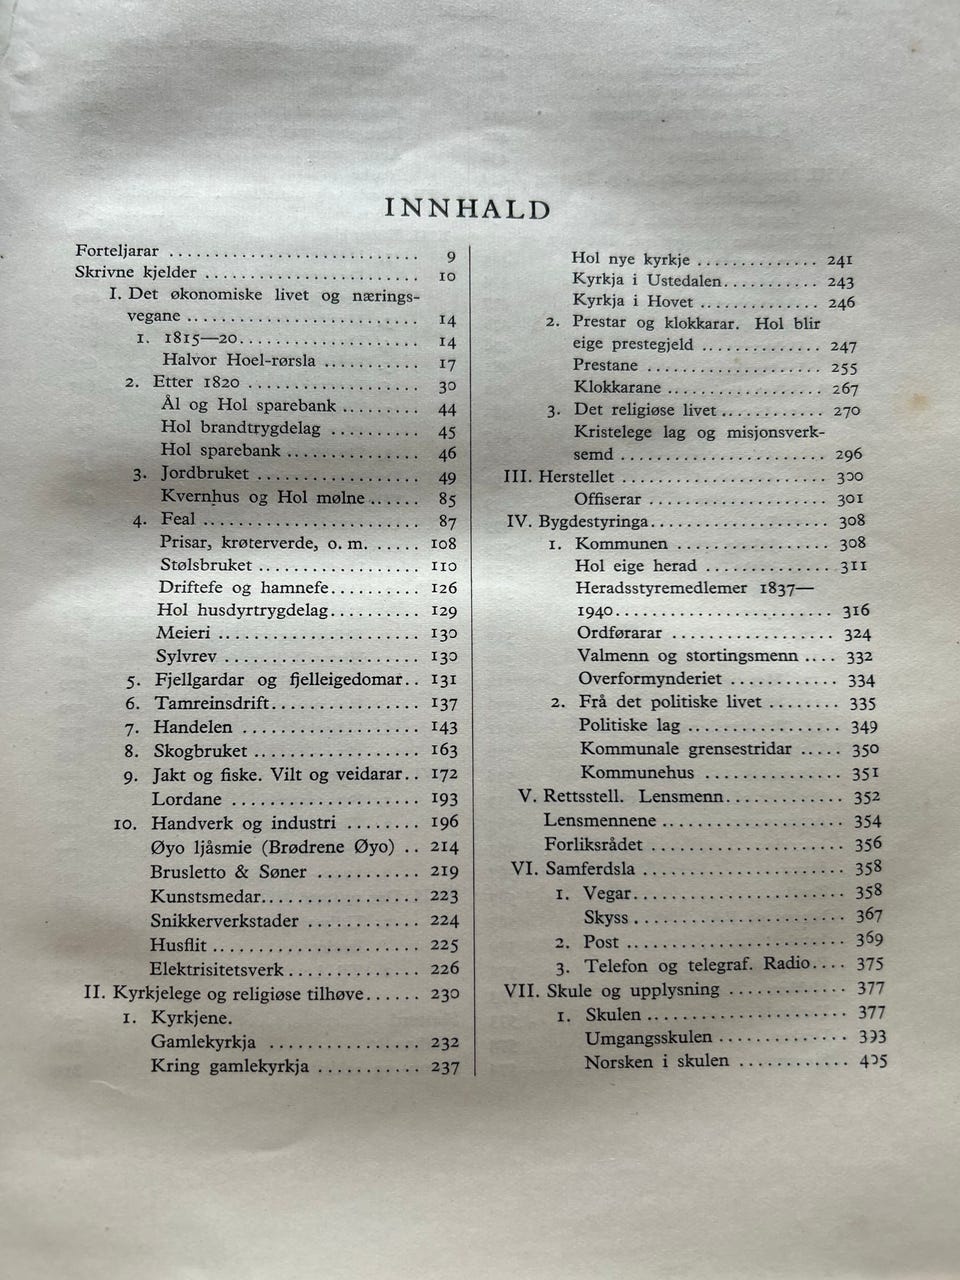 INNHALD
Forteljarar .......................... 9
Skrivne kjelder ........................ 10
I. Det økonomiske livet og nærings-
vegane ......................... 14
1. 1815—20.................... 14
Halvor Hoel-rørsla ........... 17
2. Etter 1820 ................... 30
Ål og Hol sparebank ......... 44
Hol brandtrygdelag .......... 45
Hol sparebank ............... 46
3. Jordbruket .................. 49
Kvernhus og Hol mølne ...... 85
4. Feal ........................ 87
Prisar, krøterverde, o. m. ...... 108
Stølsbruket .................. 110
Driftefe og hamnefe.......... 126
Hol husdyrtrygdelag.......... 129
Meieri ...................... 130
Sylvrev ..................... 130
5. Fjellgardar og fjelleigedomar.. 131
6. Tamreinsdrift................ 137
7. Handelen .................... 143
8. Skogbruket .................. 163
9. Jakt og fiske. Vilt og veidarar.. 172
Lordane .................... 193
10. Handverk og industri ........ 196
Øyo ljåsmie (Brødrene Øyo) .. 214
Brusletto & Søner ........... 219
Kunstsmedar................. 223
Snikkerverkstader ............ 224
Husflit ...................... 225
Elektrisitetsverk .............. 226
II. Kyrkjelege og religiøse tilhøve...... 230
1. Kyrkjene.
Gamlekyrkja ................ 232
Kring gamlekyrkja ........... 237
Hol nye kyrkje .............. 241
Kyrkja i Ustedalen........... 243
Kyrkja i Hovet ............. 246
2. Prestar og klokkarar. Hol blir
eige prestegjeld ............. 247
Prestane .................... 255
Klokkarane ................. 267
3. Det religiøse livet ........... 270
Kristelege lag og misjonsverk-
semd ....................... 296
III. Herstellet ....................... 300
Offiserar .................... 301
IV. Bygdestyringa.................... 308
1. Kommunen ................. 308
Hol eige herad .............. 311
Heradsstyremedlemer 1837—
1940........................ 316
Ordførarar .................. 324
Valmenn og stortingsmenn .... 332
Overformynderiet ............ 334
2. Frå det politiske livet ........ 335
Politiske lag .................. 349
Kommunale grensestridar ..... 350
Kommunehus ............... 351
V. Rettsstell. Lensmenn............. 352
Lensmennene .................... 354
Forliksrådet ...................... 356
VI. Samferdsla ....................... 358
1. Vegar........................ 358
Skyss ........................ 367
2. Post ........................ 369
3. Telefon og telegraf. Radio.... 375
VII. Skule og upplysning ............. 377
1. Skulen ...................... 377
Umgangsskulen .............. 393
Norsken i skulen ............ 405